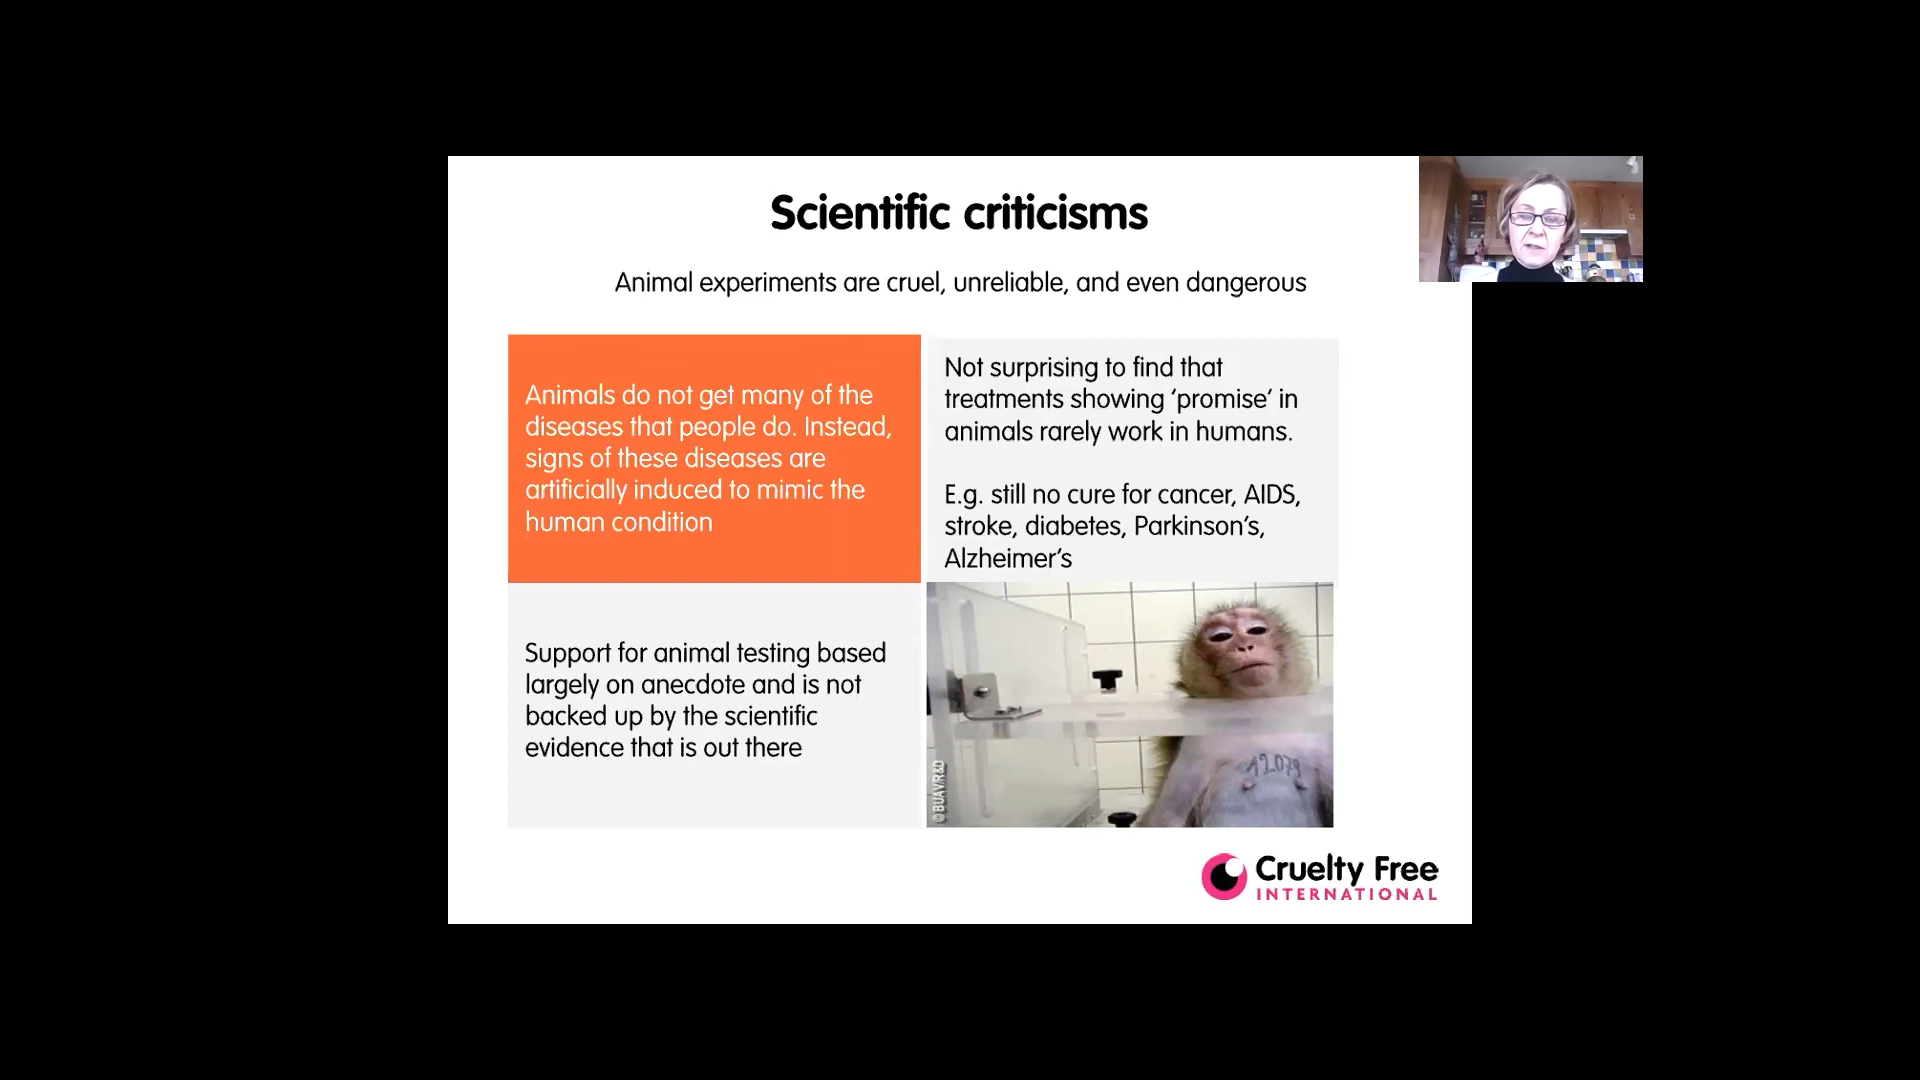 Scientific criticisms
Animal experiments are cruel, unreliable, and even dangerous
Animals do not get many of the
diseases that people do. Instead,
signs of these diseases are
artificially induced to mimic the
human condition
Not surprising to find that
treatments showing ‘promise’ in
animals rarely work in humans.
E.g. still no cure for cancer, AIDS,
stroke, diabetes, Parkinson’s,
Alzheimer’s
Support for animal testing based
largely on anecdote and is not
backed up by the scientific
evidence that is out there
12079
© BUAV/R&D
Cruelty Free
INTERNATIONAL